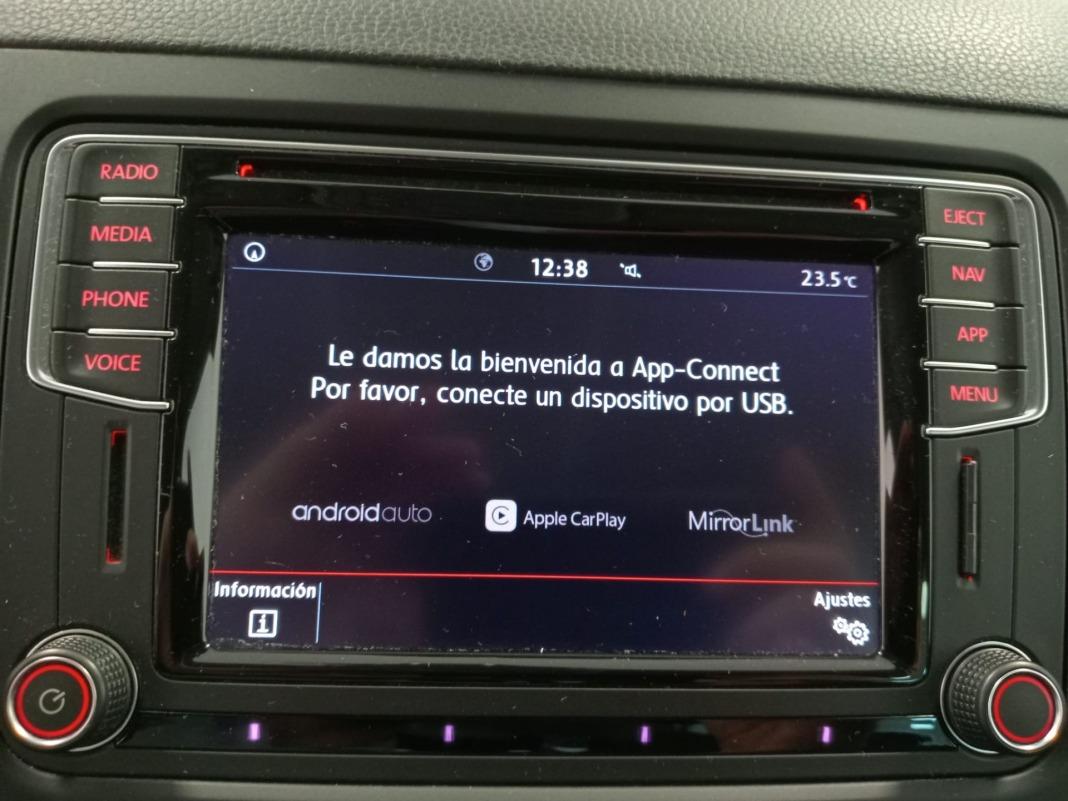 RADIO
MEDIA
PHONE
VOICE
EJECT
NAV
APP
MENU
12:38
23.5°C
Le damos la bienvenida a App-Connect
Por favor, conecte un dispositivo por USB.
androidauto
Apple CarPlay
MirrorLink
Información
i
Ajustes